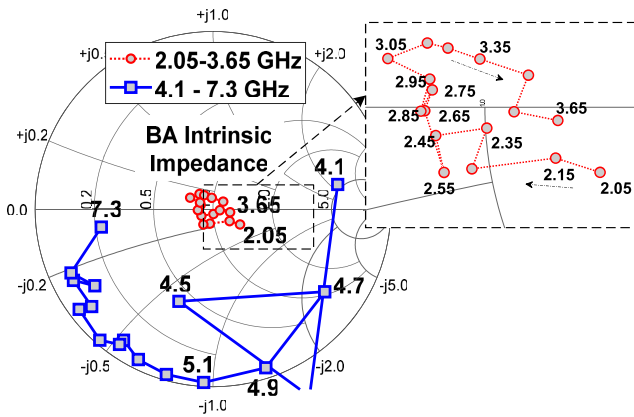 +j1.0
+j2.0
+j0.
2.05-3.65 GHz
4.1 - 7.3 GHz
3.05
3.35
2.95
2.75
1.0
2.85
2.65
3.65
2.45
2.35
2.55
2.15
2.05
+j0.2
BA Intrinsic
Impedance
4.1
0.0
0.2
0.5
5.0
7.3
3.65
2.05
-j0.2
4.5
4.7
-j5.0
-j0.5
5.1
4.9
-j2.0
-j1.0